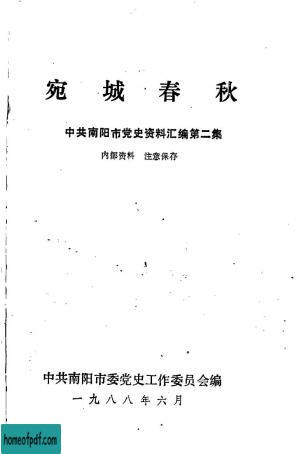 宛城春秋
中共南阳市党史资料汇编第二集
内部资料 注意保存
中共南阳市委党史工作委员会编
一九八八年六月
homeofpdf.com